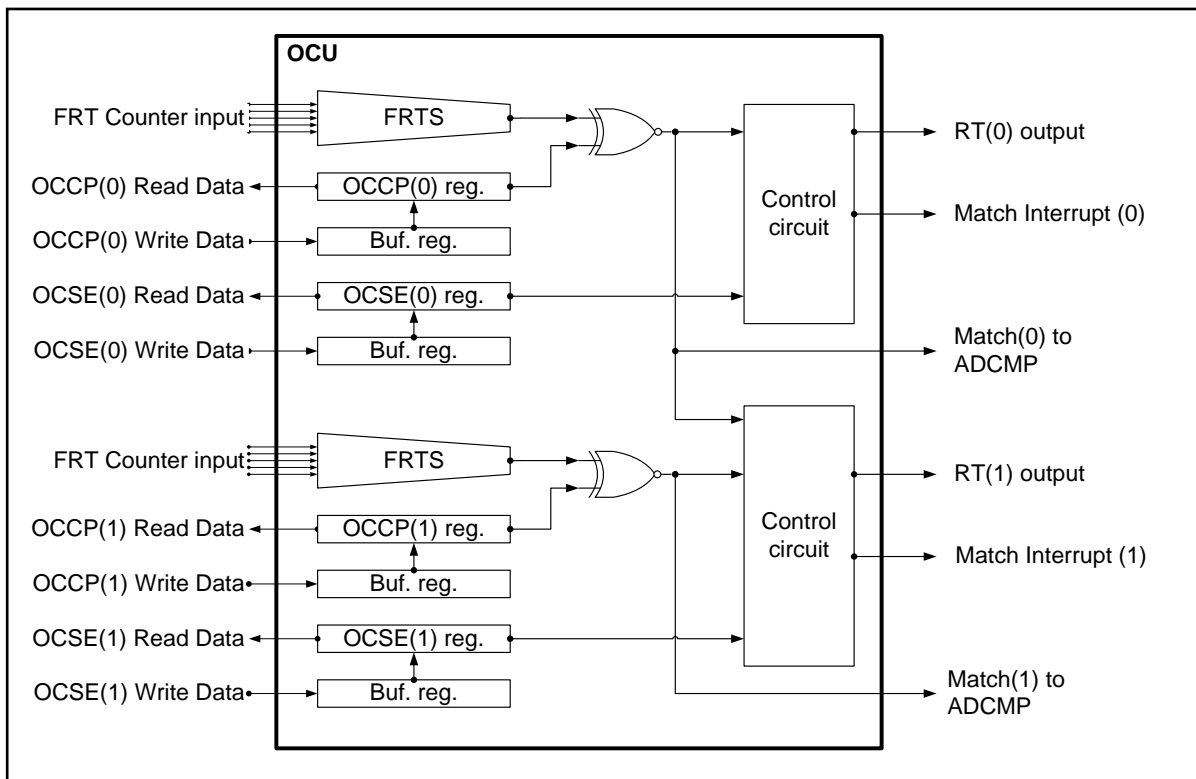 OCU
FRT Counter input
FRTS
RT(0) output
OCCP(0) Read Data
OCCP(0) reg.
Control
circuit
Match Interrupt (0)
OCCP(0) Write Data
Buf. reg.
OCSE(0) Read Data
OCSE(0) reg.
OCSE(0) Write Data
Buf. reg.
Match(0) to
ADCMP
FRT Counter input
FRTS
RT(1) output
OCCP(1) Read Data
OCCP(1) reg.
Control
circuit
Match Interrupt (1)
OCCP(1) Write Data
Buf. reg.
OCSE(1) Read Data
OCSE(1) reg.
OCSE(1) Write Data
Buf. reg.
Match(1) to
ADCMP